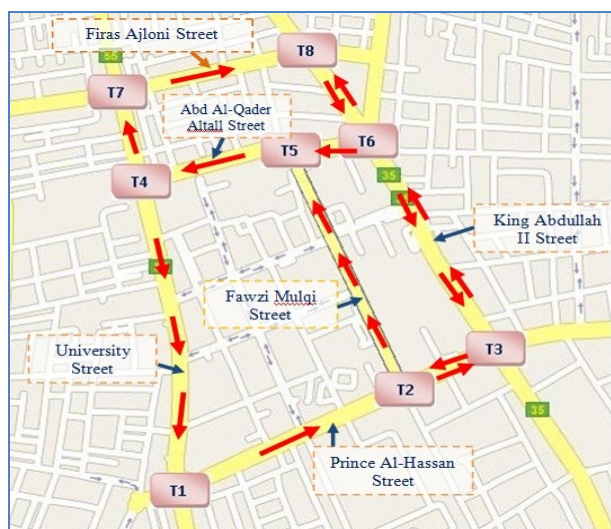 Firas Ajloni Street
T8
55
T7
Abd Al-Qader
Altall Street
T5
T6
T4
35
King Abdullah
II Street
Fawzi Mulqi
Street
University
Street
T3
T2
35
Prince Al-Hassan
Street
T1